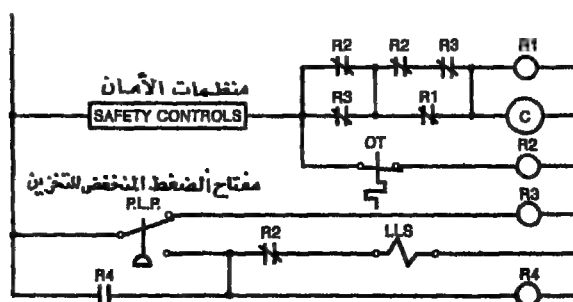 R2 R2 R3 R1
منظمات الأمان
SAFETY CONTROLS R3 R1 C
OT R2
مفتاح الضغط المنخفض للتخزين
P.L.P. R3
R2 LLS
R4 R4